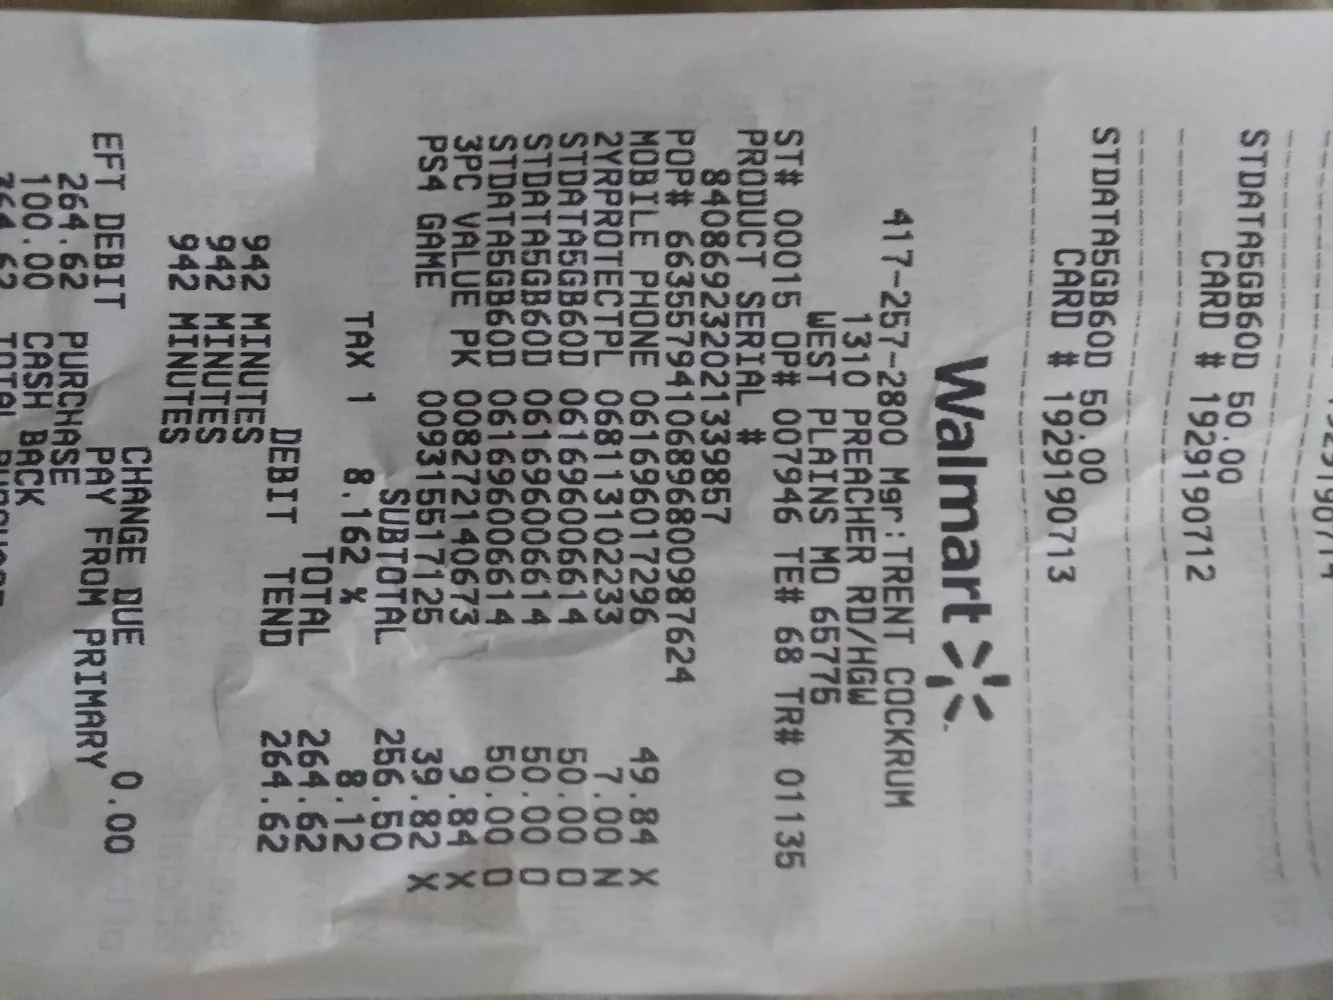 STDATA5GB60D 50.00
CARD # 1929190712
STDATA5GB60D 50.00
CARD # 1929190713
Walmart
417-257-2800 Mgr:TRENT COCKRUM
1310 PREACHER RD/HGW
WEST PLAINS MO 65775
ST# 00015 OP# 007946 TE# 68 TR# 01135
PRODUCT SERIAL #
840869232021339857
POP# 66355794106896800987624
MOBILE PHONE 061696017296 49.84 X
2YRPROTECTPL 068113102233 7.00 N
STDATA5GB60D 061696006614 50.00 O
STDATA5GB60D 061696006614 50.00 O
STDATA5GB60D 061696006614 50.00 O
3PC VALUE PK 008272140673 9.84 X
PS4 GAME 009315517125 39.82 X
SUBTOTAL 256.50
TAX 1 8.162 % 8.12
TOTAL 264.62
DEBIT TEND 264.62
942 MINUTES
942 MINUTES
942 MINUTES
CHANGE DUE 0.00
EFT DEBIT PAY FROM PRIMARY
264.62 PURCHASE
100.00 CASH BACK